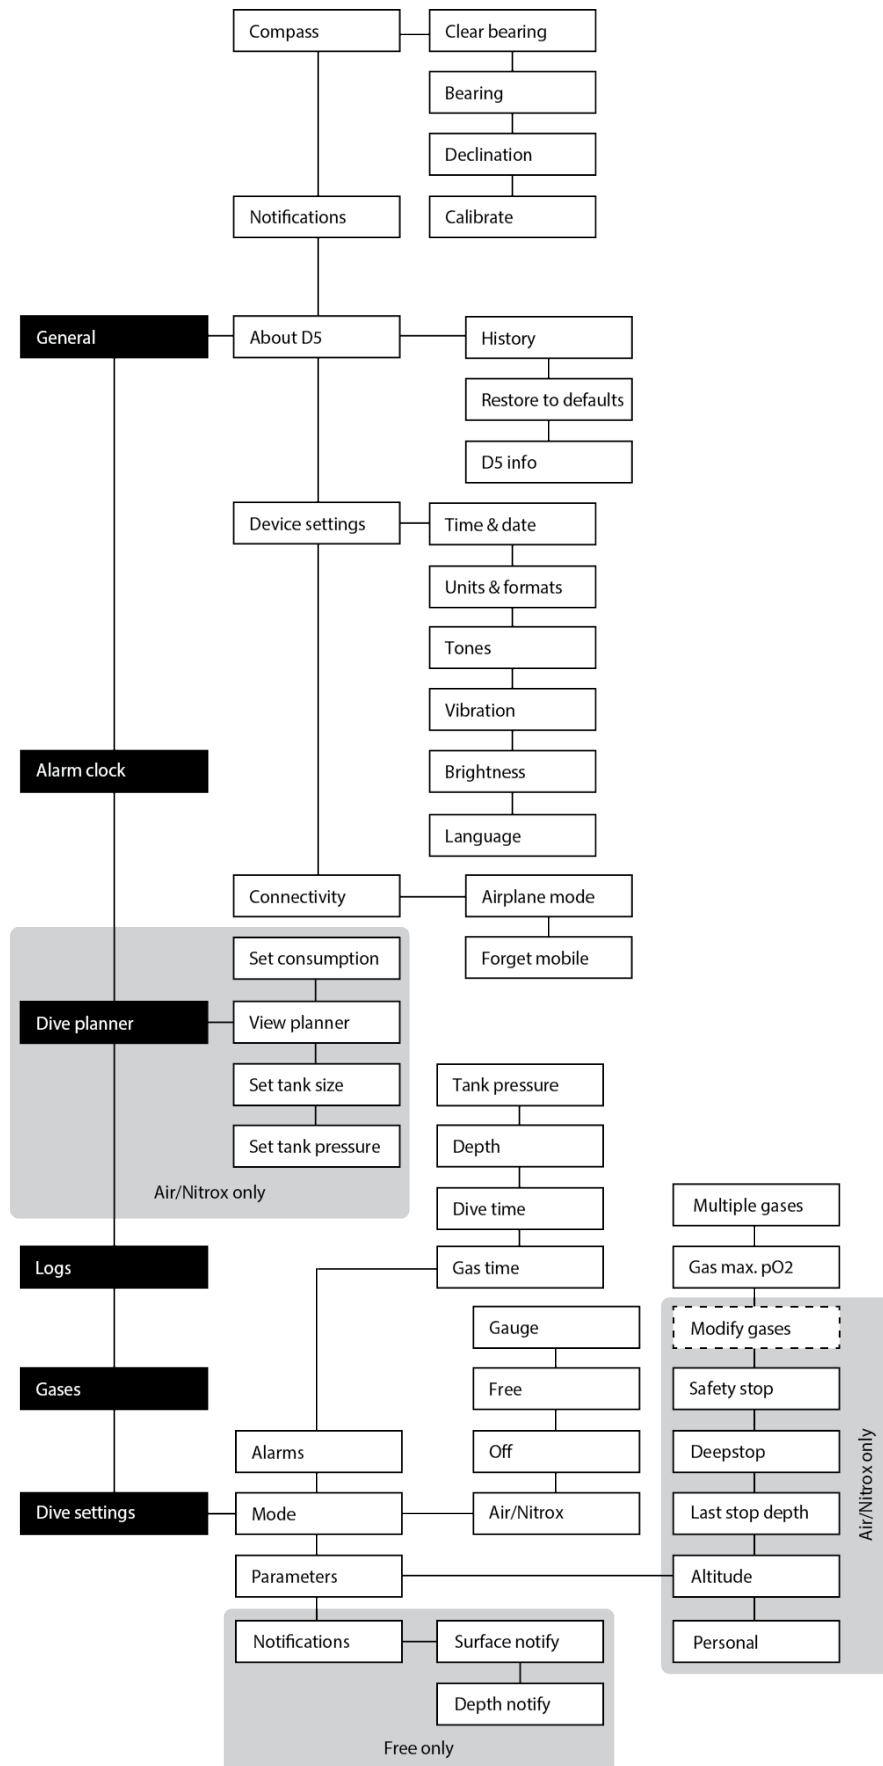 Compass
Clear bearing
Bearing
Declination
Notifications
Calibrate
General
About D5
History
Restore to defaults
D5 info
Device settings
Time & date
Units & formats
Tones
Vibration
Alarm clock
Brightness
Language
Connectivity
Airplane mode
Set consumption
Forget mobile
Dive planner
View planner
Set tank size
Tank pressure
Set tank pressure
Depth
Air/Nitrox only
Dive time
Multiple gases
Logs
Gas time
Gas max. pO2
Gauge
Modify gases
Gases
Free
Safety stop
Alarms
Off
Deepstop
Air/Nitrox only
Dive settings
Mode
Air/Nitrox
Last stop depth
Parameters
Altitude
Notifications
Surface notify
Personal
Depth notify
Free only